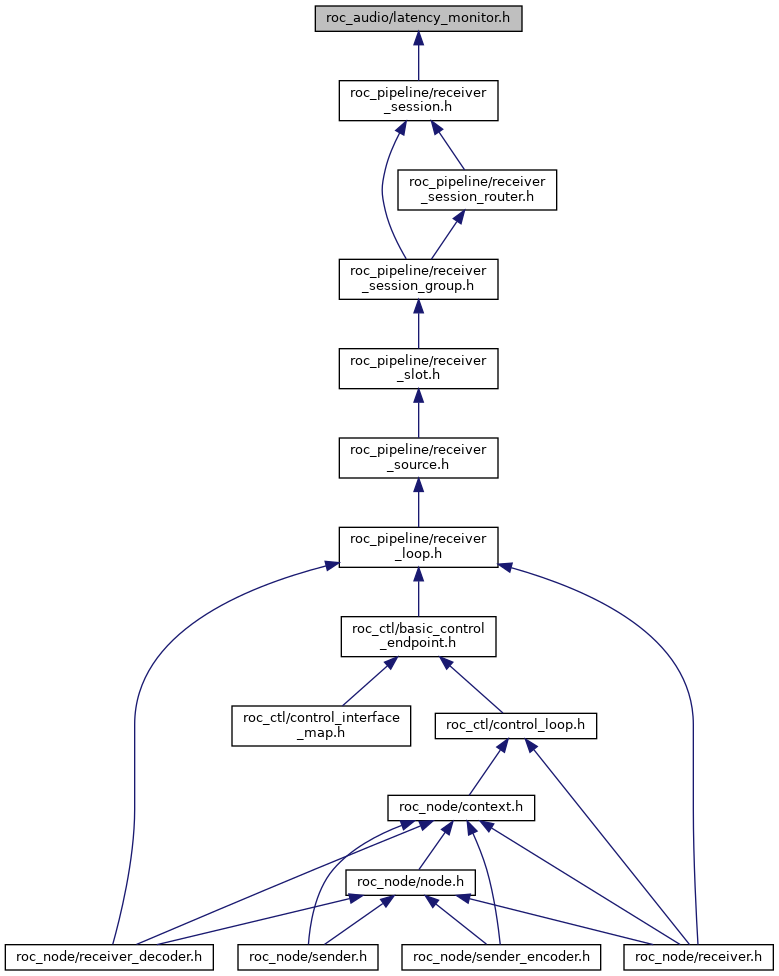 roc_audio/latency_monitor.h
roc_pipeline/receiver
_session.h
roc_pipeline/receiver
_session_router.h
roc_pipeline/receiver
_session_group.h
roc_pipeline/receiver
_slot.h
roc_pipeline/receiver
_source.h
roc_pipeline/receiver
_loop.h
roc_ctl/basic_control
_endpoint.h
roc_ctl/control_interface
_map.h
roc_ctl/control_loop.h
roc_node/context.h
roc_node/node.h
roc_node/receiver_decoder.h
roc_node/sender.h
roc_node/sender_encoder.h
roc_node/receiver.h